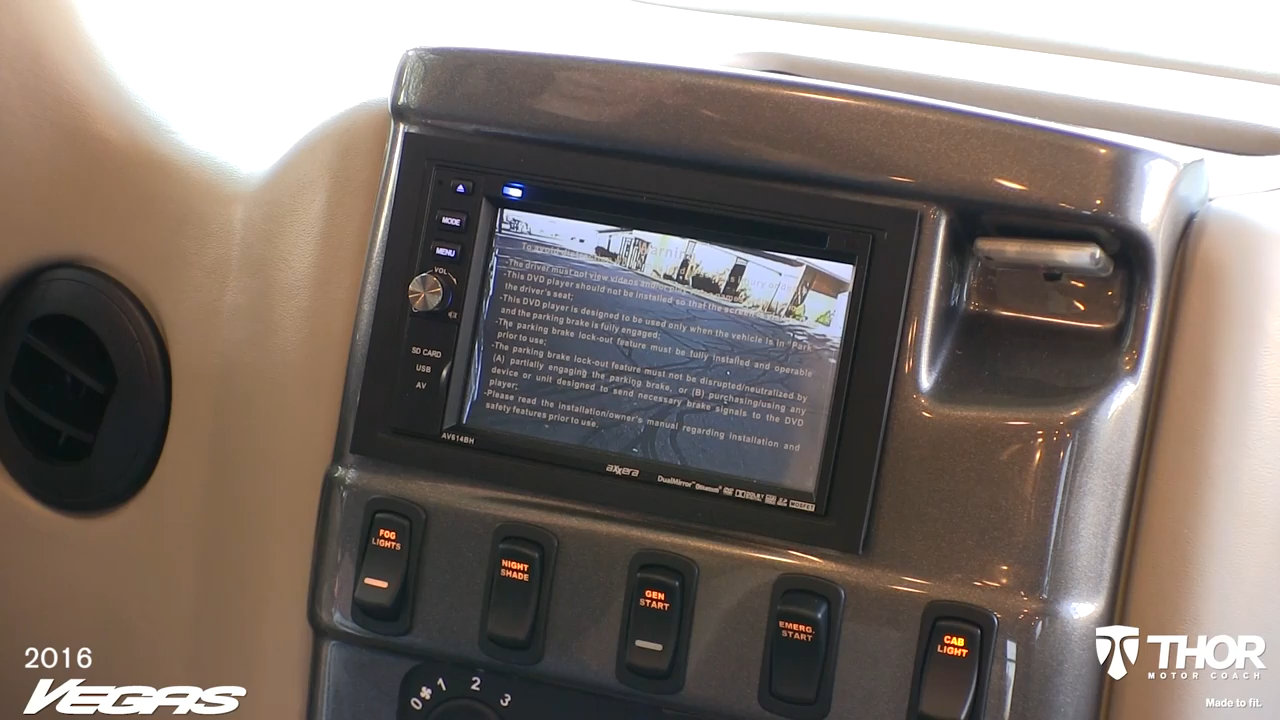 MODE
MENU
VOL
SD CARD
USB
AV
AV614BH
Warning
-The driver must not view videos and/or play
-This DVD player should not be installed so that the screen is
the driver's seat;
-This DVD player is designed to be used only when the vehicle is in "Park
and the parking brake is fully engaged;
-The parking brake lock-out feature must be fully installed and operable
prior to use;
-The parking brake lock-out feature must not be disrupted/neutralized by
(A) partially engaging the parking brake, or (B) purchasing/using any
device or unit designed to send necessary brake signals to the DVD
player;
-Please read the installation/owner's manual regarding installation and
safety features prior to use.
axxera
DualMirror™ Bluetooth®
MOSFET
FOG
LIGHTS
NIGHT
SHADE
GEN
START
EMERG.
START
CAB
LIGHT
0 1 2 3
2016
VEGAS
THOR
MOTOR COACH
Made to fit.